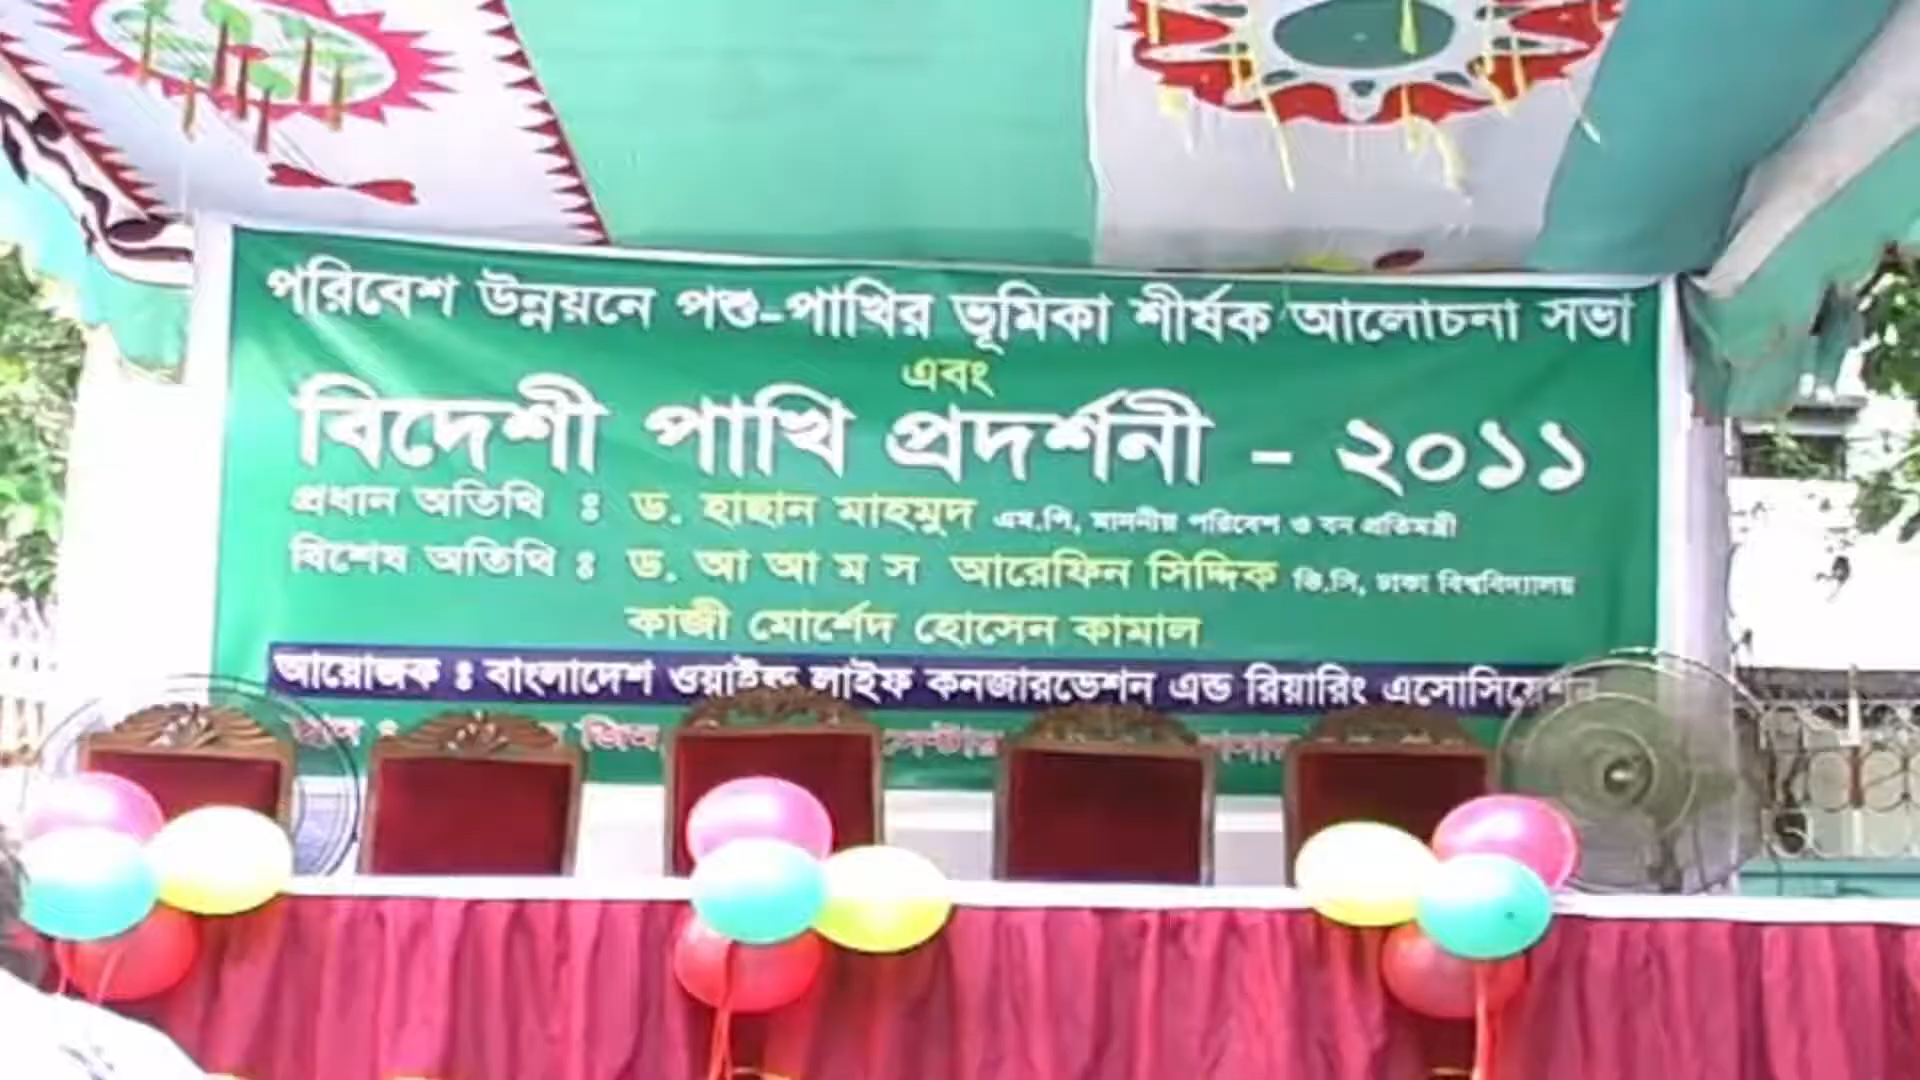 পরিবেশ উন্নয়নে পশু-পাখির ভূমিকা শীর্ষক আলোচনা সভা
এবং
বিদেশী পাখি প্রদর্শনী - ২০১১
প্রধান অতিথি ঃ ড. হাছান মাহমুদ এম.পি, মাননীয় পরিবেশ ও বন প্রতিমন্ত্রী
বিশেষ অতিথি ঃ ড. আ আ ম স আরেফিন সিদ্দিক ভি.সি, ঢাকা বিশ্ববিদ্যালয়
কাজী মোর্শেদ হোসেন কামাল
আয়োজক ঃ বাংলাদেশ ওয়াইল্ড লাইফ কনজারভেশন এন্ড রিয়ারিং এসোসিয়েশন